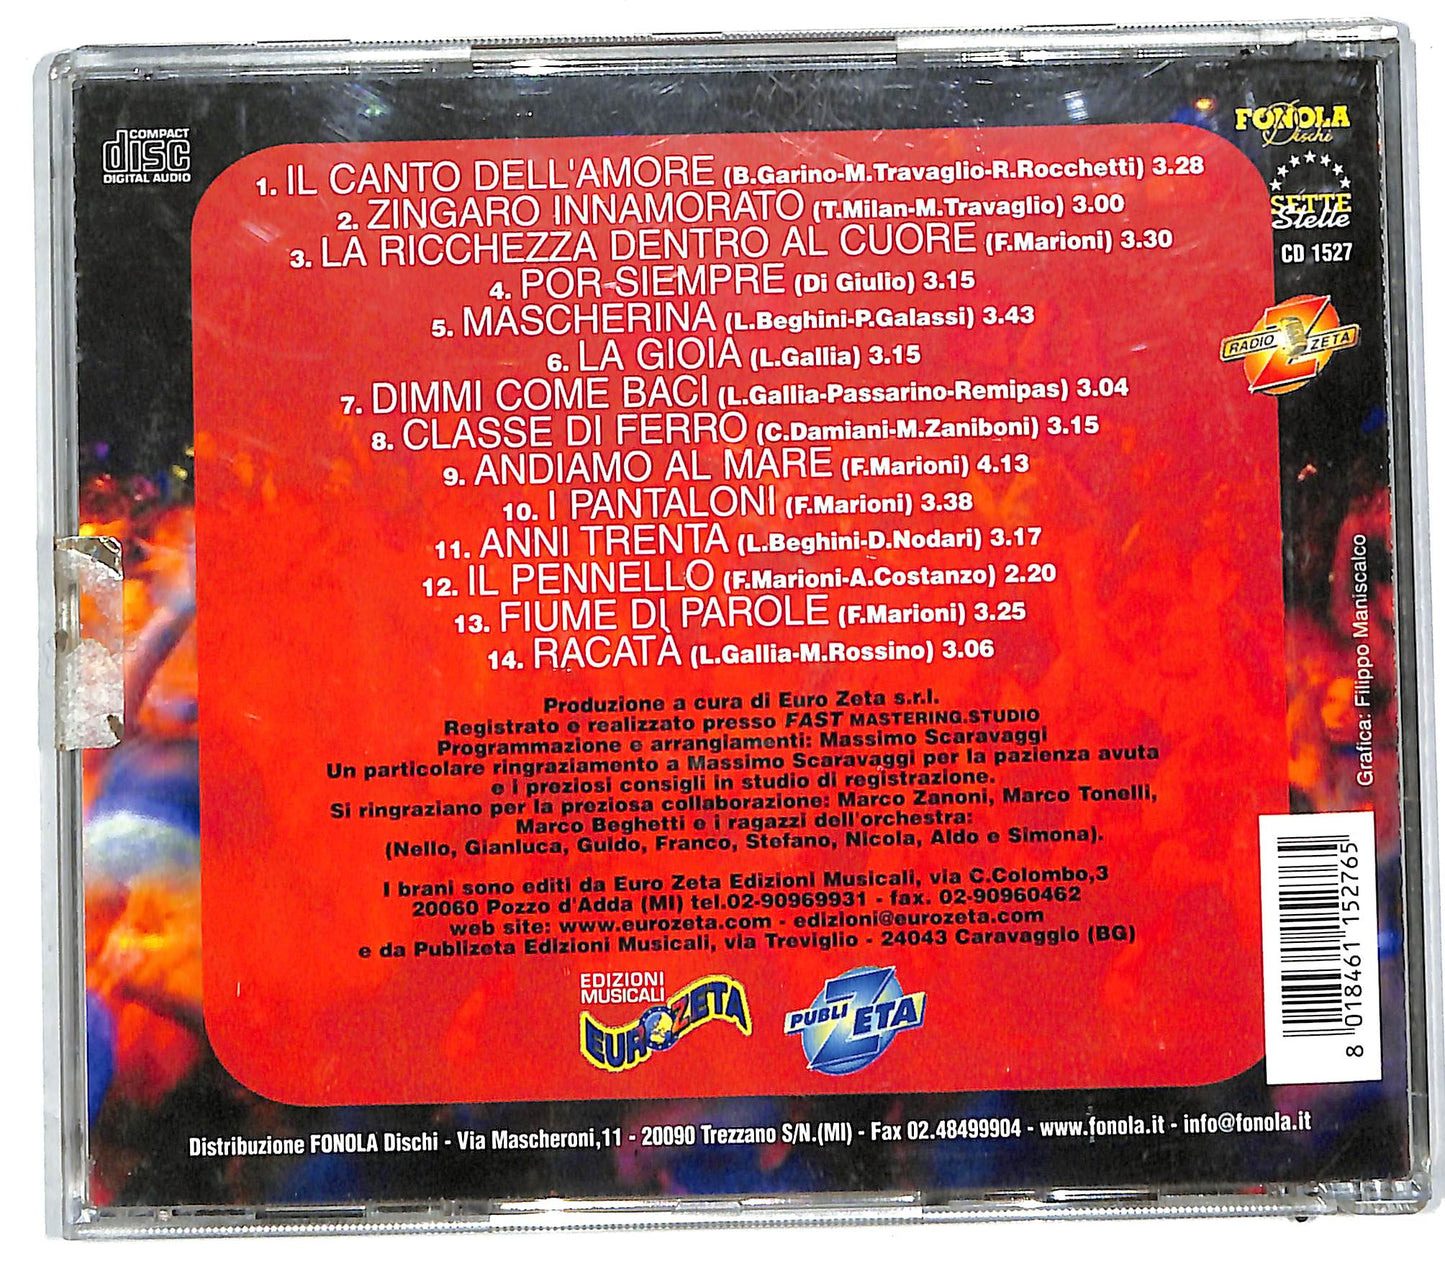 COMPACT
disc
DIGITAL AUDIO
FONOLA
Dischi
SETTE
Stelle
CD 1527
RADIO ZETA
1. IL CANTO DELL'AMORE (B.Garino-M.Travaglio-R.Rocchetti) 3.28
2. ZINGARO INNAMORATO (T.Milan-M.Travaglio) 3.00
3. LA RICCHEZZA DENTRO AL CUORE (F.Marioni) 3.30
4. POR SIEMPRE (Di Giulio) 3.15
5. MASCHERINA (L.Beghini-P.Galassi) 3.43
6. LA GIOIA (L.Gallia) 3.15
7. DIMMI COME BACI (L.Gallia-Passarino-Remipas) 3.04
8. CLASSE DI FERRO (C.Damiani-M.Zaniboni) 3.15
9. ANDIAMO AL MARE (F.Marioni) 4.13
10. I PANTALONI (F.Marioni) 3.38
11. ANNI TRENTA (L.Beghini-D.Nodari) 3.17
12. IL PENNELLO (F.Marioni-A.Costanzo) 2.20
13. FIUME DI PAROLE (F.Marioni) 3.25
14. RACATÀ (L.Gallia-M.Rossino) 3.06
Produzione a cura di Euro Zeta s.r.l.
Registrato e realizzato presso FAST MASTERING.STUDIO
Programmazione e arrangiamenti: Massimo Scaravaggi
Un particolare ringraziamento a Massimo Scaravaggi per la pazienza avuta
e i preziosi consigli in studio di registrazione.
Si ringraziano per la preziosa collaborazione: Marco Zanoni, Marco Tonelli,
Marco Beghetti e i ragazzi dell'orchestra:
(Nello, Gianluca, Guido, Franco, Stefano, Nicola, Aldo e Simona).
I brani sono editi da Euro Zeta Edizioni Musicali, via C.Colombo,3
20060 Pozzo d'Adda (MI) tel.02-90969931 - fax. 02-90960462
web site: www.eurozeta.com - edizioni@eurozeta.com
e da Publizeta Edizioni Musicali, via Treviglio - 24043 Caravaggio (BG)
EDIZIONI
MUSICALI
EUROZETA
PUBLI ZETA
Grafica: Filippo Maniscalco
8 018461 152765
Distribuzione FONOLA Dischi - Via Mascheroni,11 - 20090 Trezzano S/N.(MI) - Fax 02.48499904 - www.fonola.it - info@fonola.it